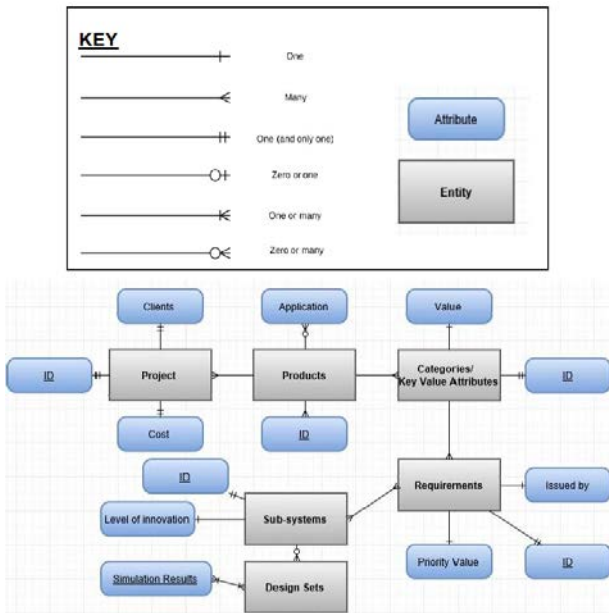 KEY
One
Many
One (and only one)
Zero or one
One or many
Zero or many
Attribute
Entity
Clients
Application
Value
ID
Project
Products
Categories/
Key Value Attributes
ID
Cost
ID
ID
Requirements
Issued by
Level of innovation
Sub-systems
Simulation Results
Design Sets
Priority Value
ID